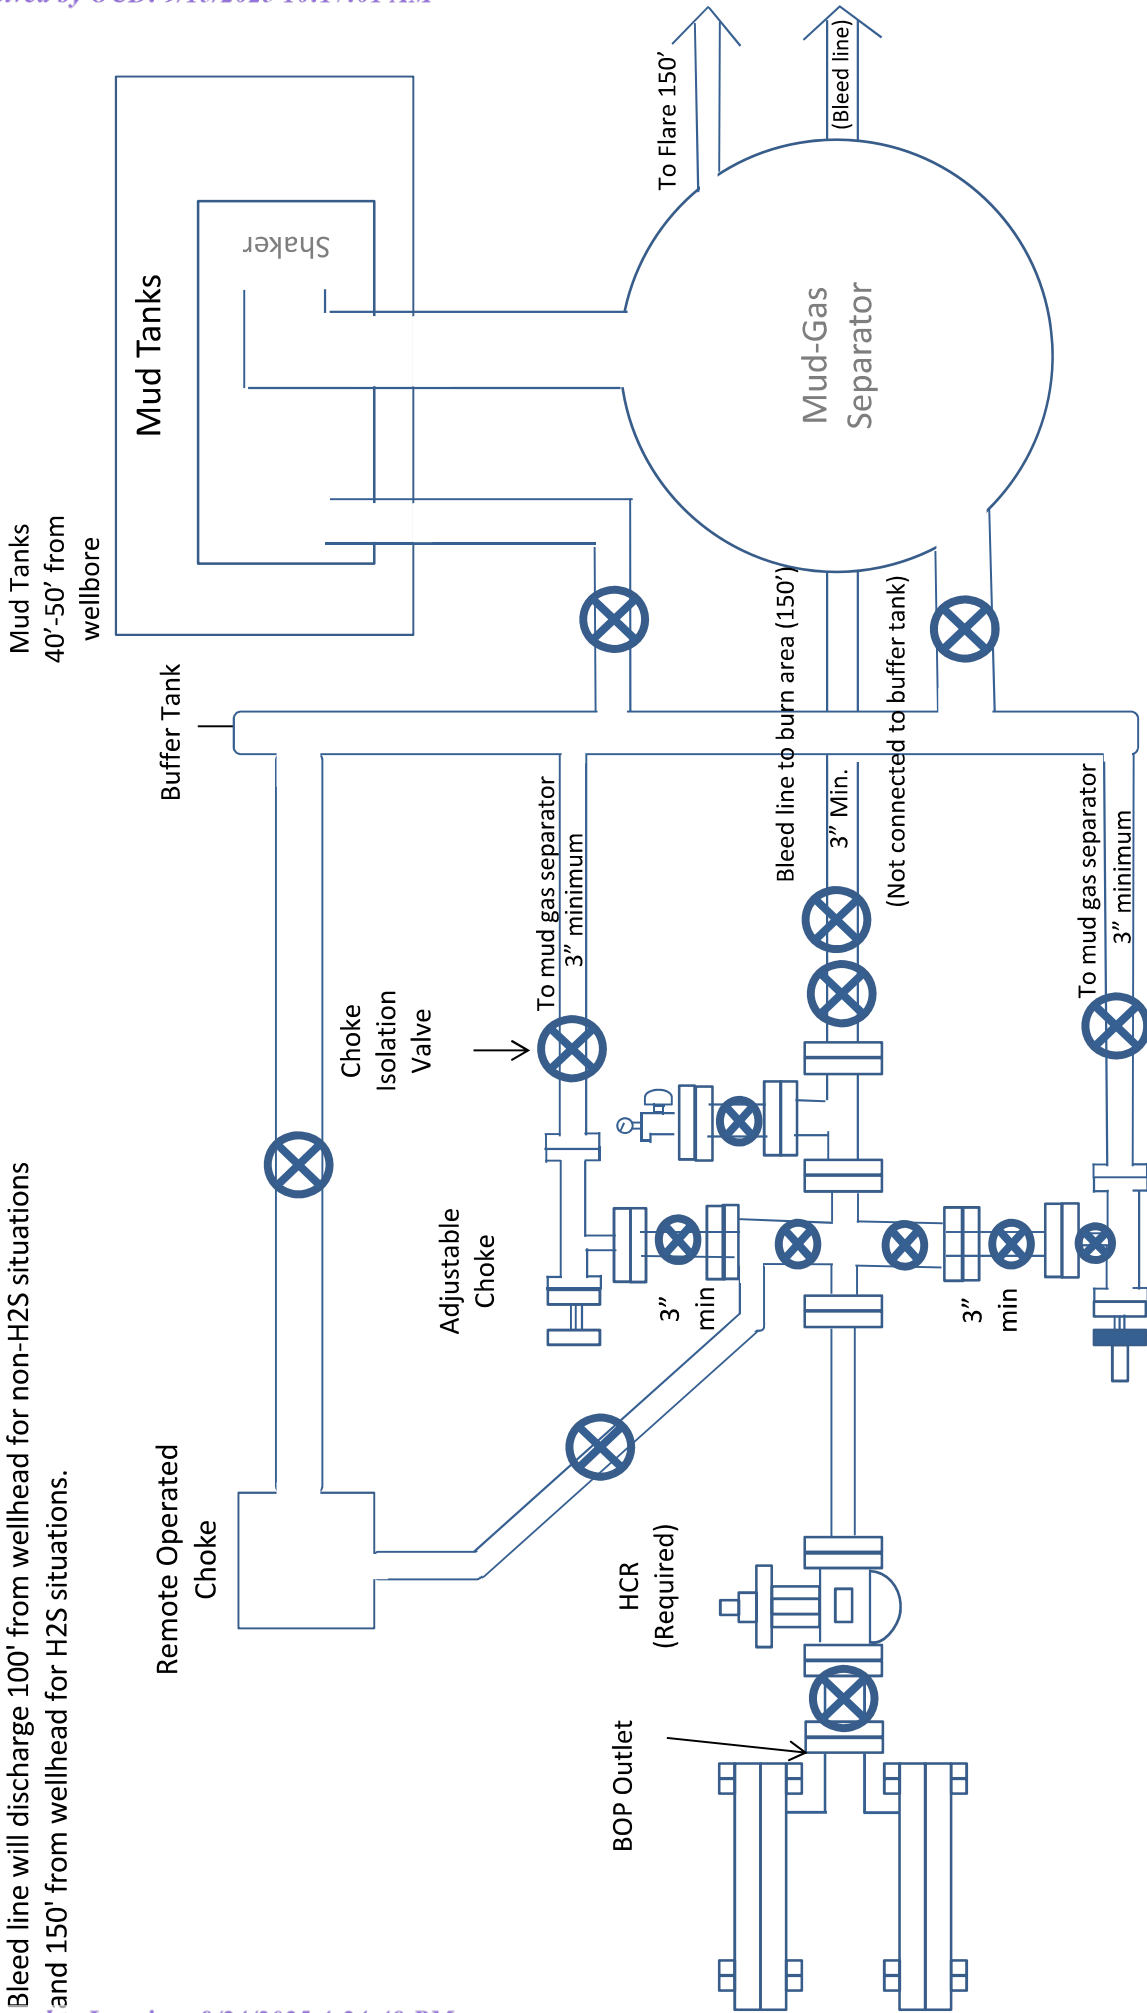 Bleed line will discharge 100' from wellhead for non-H2S situations
and 150' from wellhead for H2S situations.
Mud Tanks
40’-50’ from
wellbore
Mud Tanks
Shaker
Buffer Tank
Remote Operated
Choke
Choke
Isolation
Valve
Adjustable
Choke
To mud gas separator
3” minimum
To Flare 150’
(Bleed line)
Mud-Gas
Separator
Bleed line to burn area (150’)
3” Min.
(Not connected to buffer tank)
3”
min
3”
min
To mud gas separator
3” minimum
HCR
(Required)
BOP Outlet